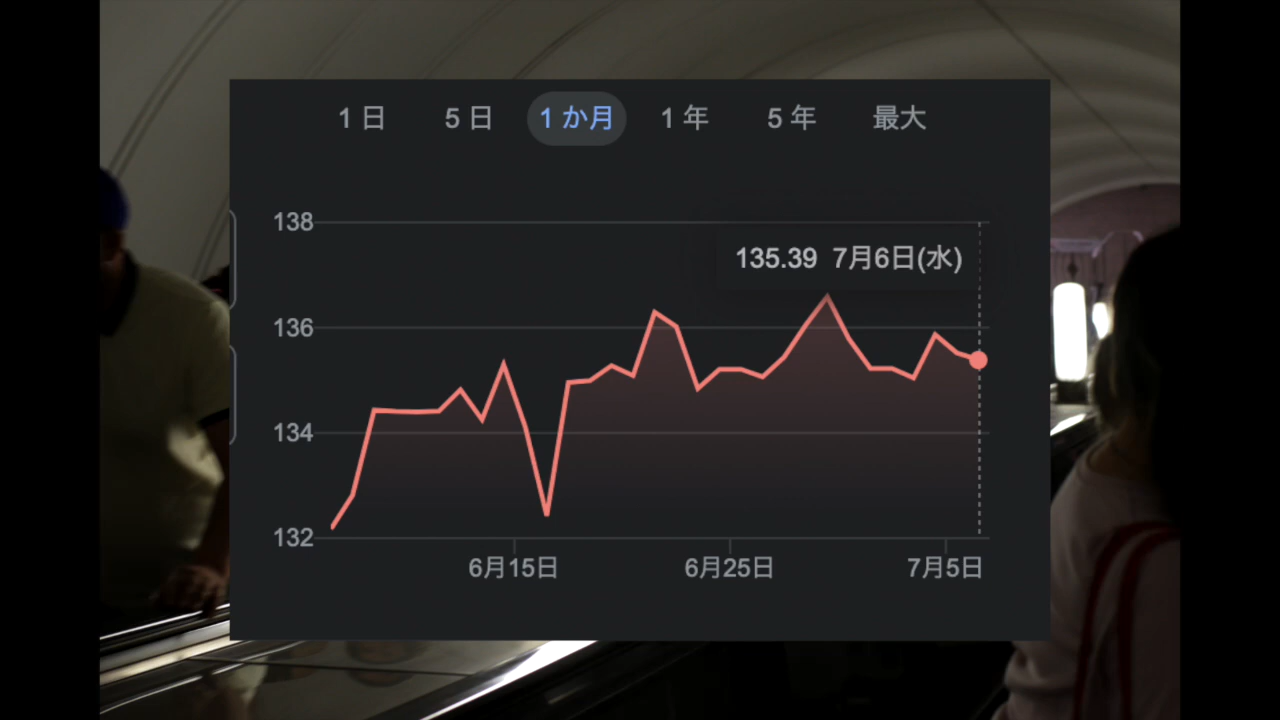 1 日 5 日 1 か月 1 年 5 年 最大
138
135.39 7月6日(水)
136
134
132
6月15日 6月25日 7月5日